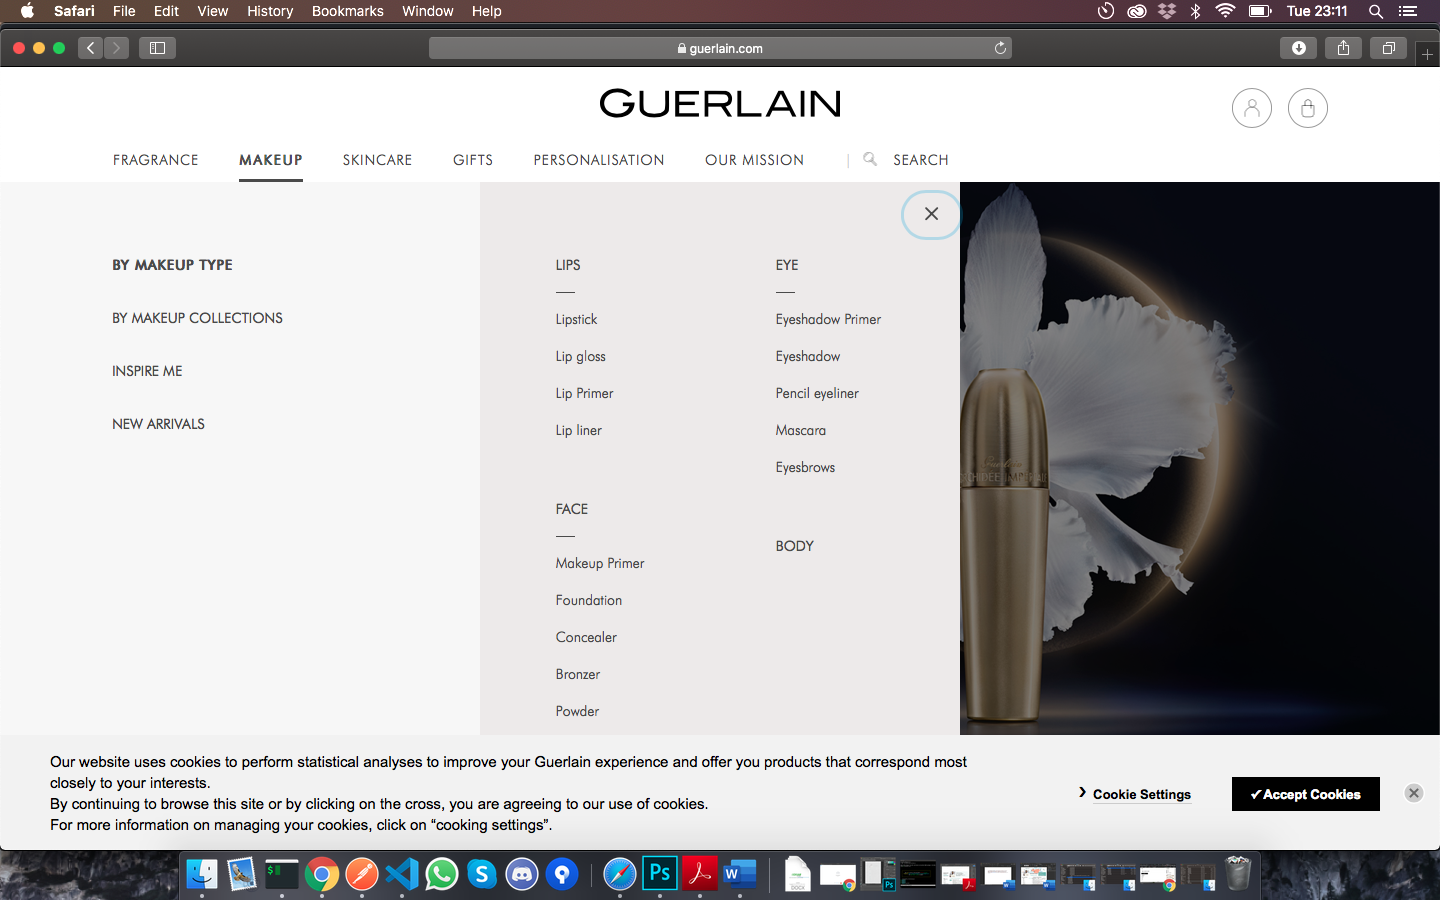 Safari File Edit View History Bookmarks Window Help Tue 23:11
guerlain.com
GUERLAIN
FRAGRANCE MAKEUP SKINCARE GIFTS PERSONALISATION OUR MISSION | SEARCH
BY MAKEUP TYPE
BY MAKEUP COLLECTIONS
INSPIRE ME
NEW ARRIVALS
LIPS
Lipstick
Lip gloss
Lip Primer
Lip liner
FACE
Makeup Primer
Foundation
Concealer
Bronzer
Powder
EYE
Eyeshadow Primer
Eyeshadow
Pencil eyeliner
Mascara
Eyesbrows
BODY
Our website uses cookies to perform statistical analyses to improve your Guerlain experience and offer you products that correspond most
closely to your interests.
By continuing to browse this site or by clicking on the cross, you are agreeing to our use of cookies.
For more information on managing your cookies, click on “cooking settings”.
Cookie Settings
✓Accept Cookies
$
S
Ps
W
DOCX